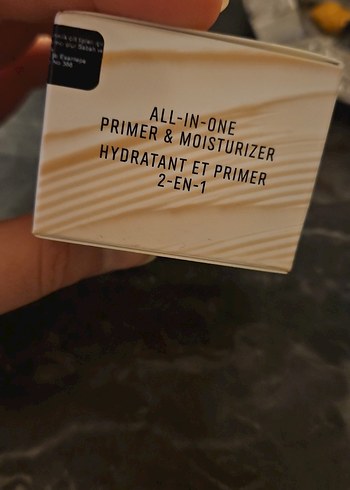 ALL-IN-ONE
PRIMER & MOISTURIZER
HYDRATANT ET PRIMER
2-EN-1